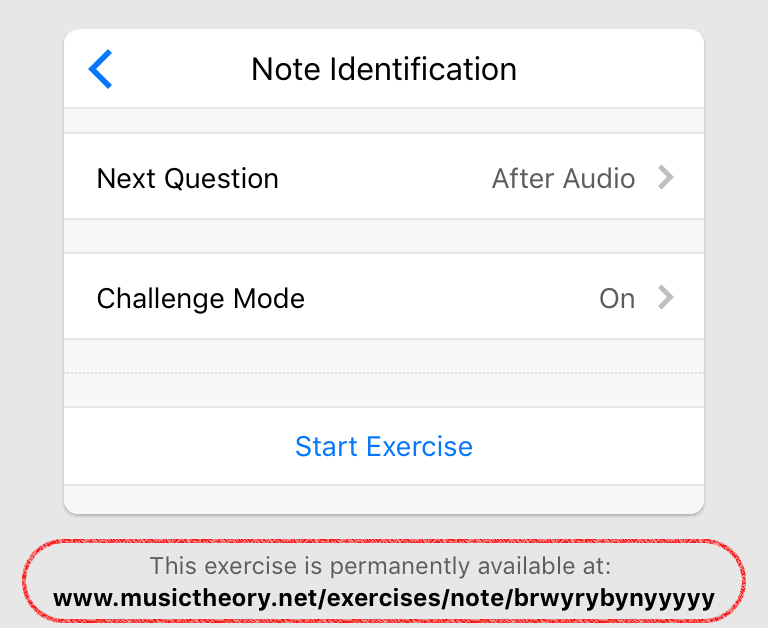 Note Identification
Next Question After Audio
Challenge Mode On
Start Exercise
This exercise is permanently available at:
www.musictheory.net/exercises/note/brwyrybynyyyyy